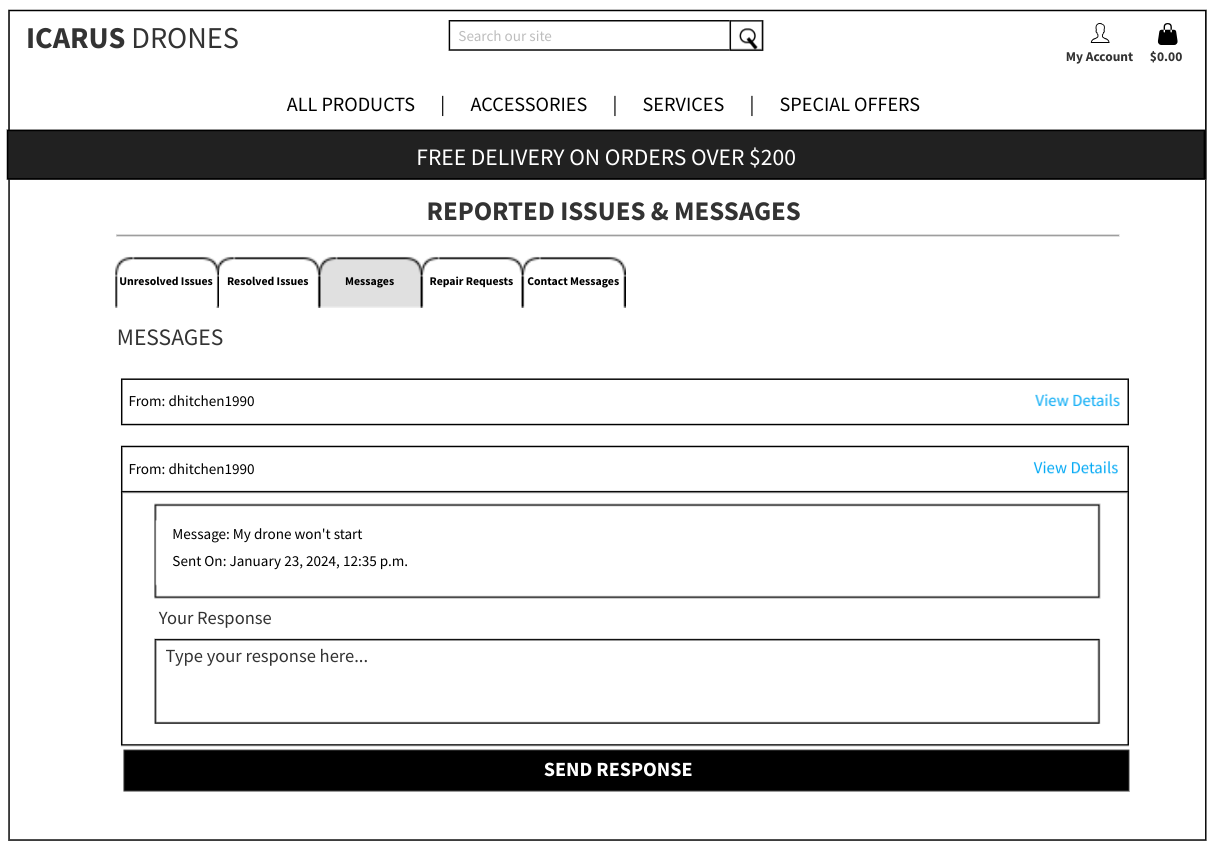 ICARUS DRONES
Search our site
My Account
$0.00
ALL PRODUCTS | ACCESSORIES | SERVICES | SPECIAL OFFERS
FREE DELIVERY ON ORDERS OVER $200
REPORTED ISSUES & MESSAGES
Unresolved Issues
Resolved Issues
Messages
Repair Requests
Contact Messages
MESSAGES
From: dhitchen1990
View Details
From: dhitchen1990
View Details
Message: My drone won't start
Sent On: January 23, 2024, 12:35 p.m.
Your Response
Type your response here...
SEND RESPONSE